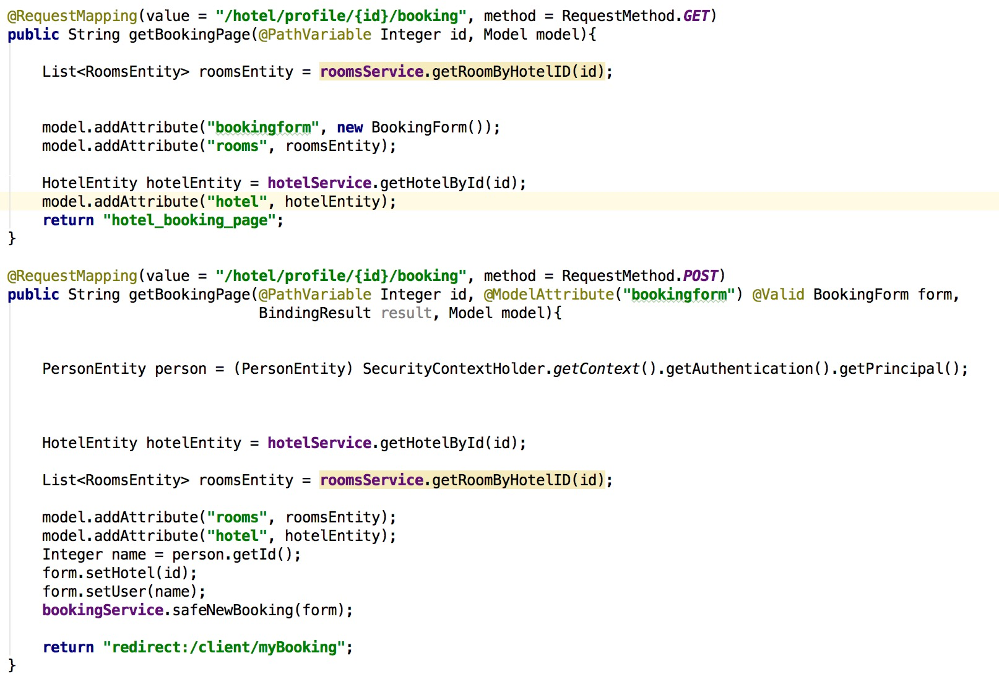 @RequestMapping(value = "/hotel/profile/{id}/booking", method = RequestMethod.GET)
public String getBookingPage(@PathVariable Integer id, Model model){
List<RoomsEntity> roomsEntity = roomsService.getRoomByHotelID(id);
model.addAttribute("bookingform", new BookingForm());
model.addAttribute("rooms", roomsEntity);
HotelEntity hotelEntity = hotelService.getHotelById(id);
model.addAttribute("hotel", hotelEntity);
return "hotel_booking_page";
}
@RequestMapping(value = "/hotel/profile/{id}/booking", method = RequestMethod.POST)
public String getBookingPage(@PathVariable Integer id, @ModelAttribute("bookingform") @Valid BookingForm form,
BindingResult result, Model model){
PersonEntity person = (PersonEntity) SecurityContextHolder.getContext().getAuthentication().getPrincipal();
HotelEntity hotelEntity = hotelService.getHotelById(id);
List<RoomsEntity> roomsEntity = roomsService.getRoomByHotelID(id);
model.addAttribute("rooms", roomsEntity);
model.addAttribute("hotel", hotelEntity);
Integer name = person.getId();
form.setHotel(id);
form.setUser(name);
bookingService.safeNewBooking(form);
return "redirect:/client/myBooking";
}